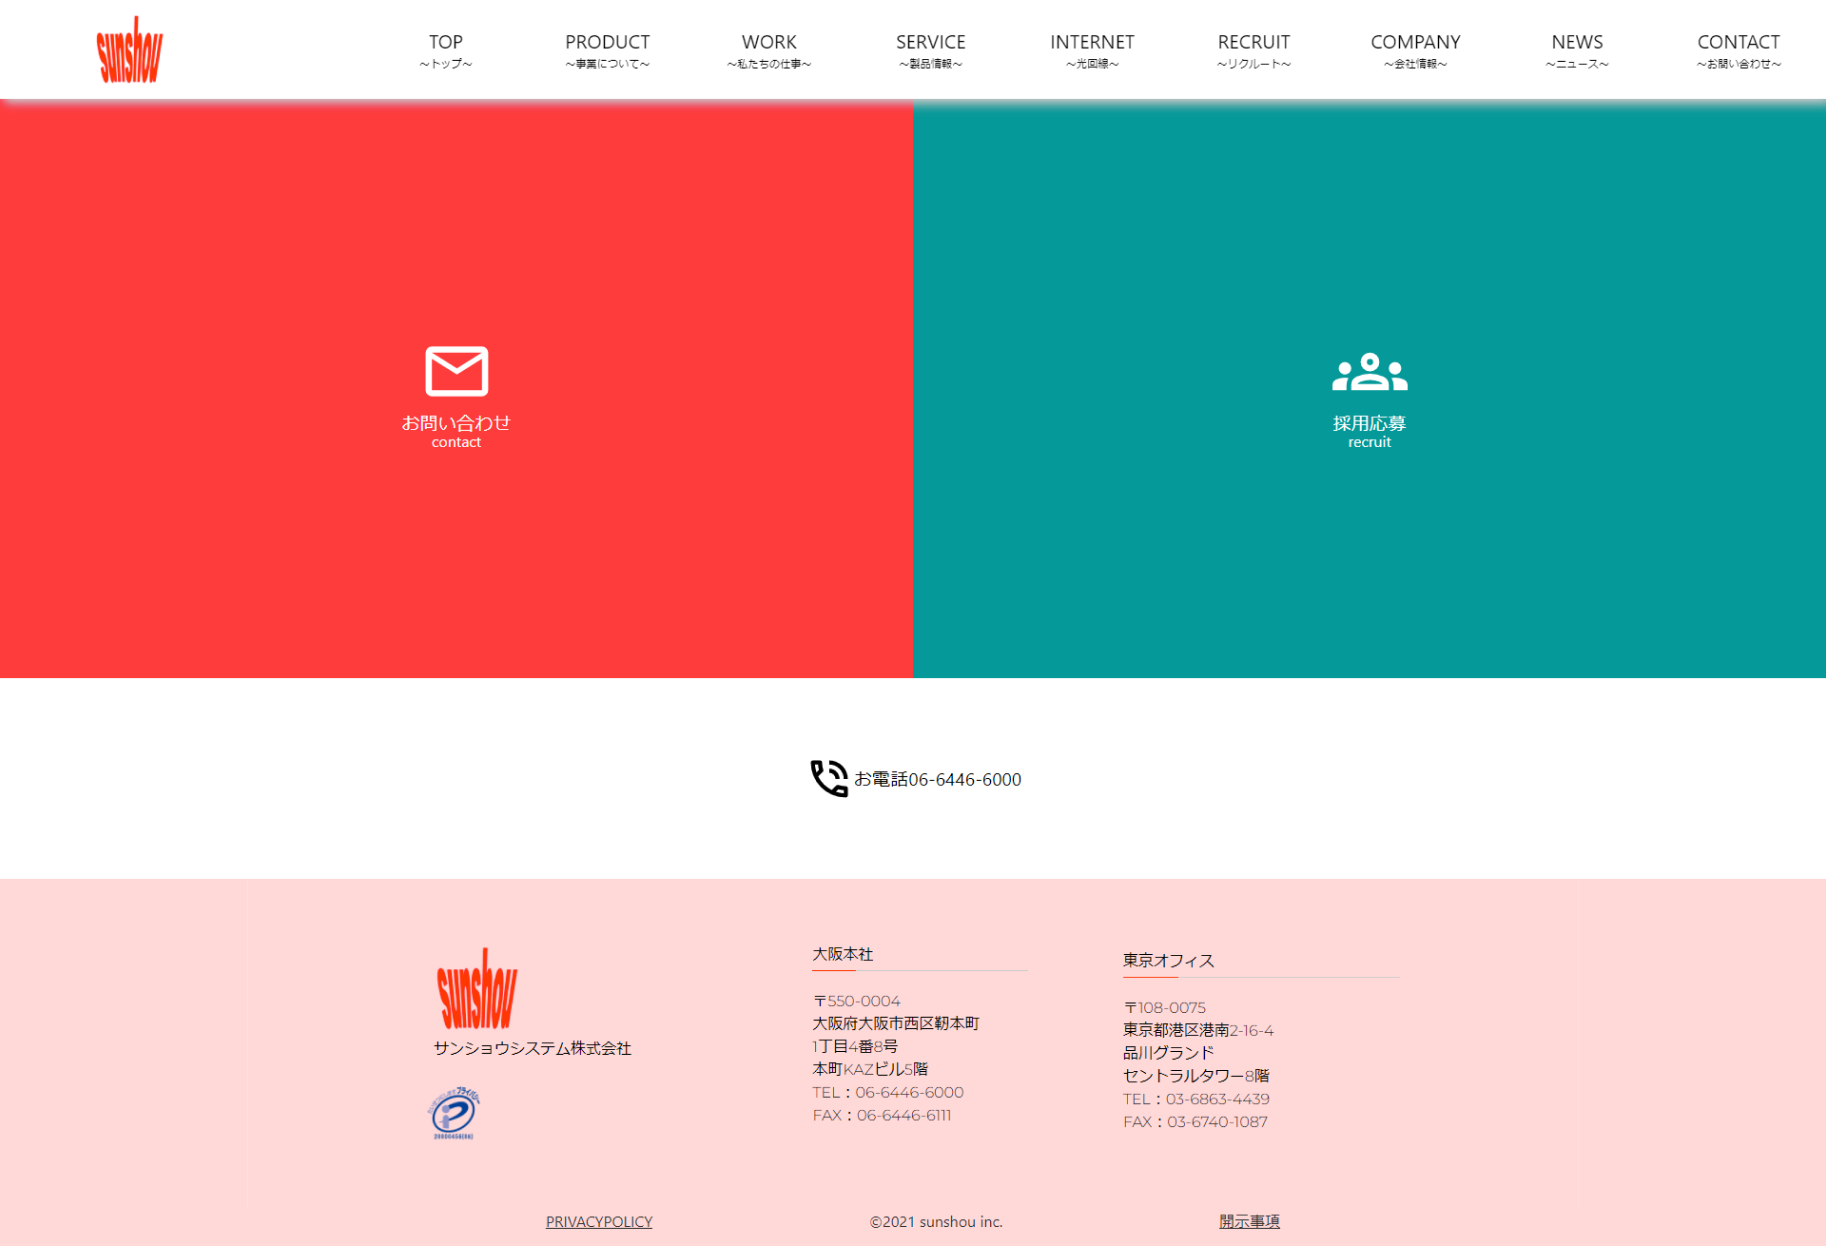 sunshou
TOP
～トップ～
PRODUCT
～事業について～
WORK
～私たちの仕事～
SERVICE
～製品情報～
INTERNET
～光回線～
RECRUIT
～リクルート～
COMPANY
～会社情報～
NEWS
～ニュース～
CONTACT
～お問い合わせ～
お問い合わせ
contact
採用応募
recruit
お電話06-6446-6000
sunshou
サンショウシステム株式会社
大阪本社
〒550-0004
大阪府大阪市西区靭本町
1丁目4番8号
本町KAZビル5階
TEL：06-6446-6000
FAX：06-6446-6111
東京オフィス
〒108-0075
東京都港区港南2-16-4
品川グランド
セントラルタワー8階
TEL：03-6863-4439
FAX：03-6740-1087
PRIVACYPOLICY
©2021 sunshou inc.
開示事項